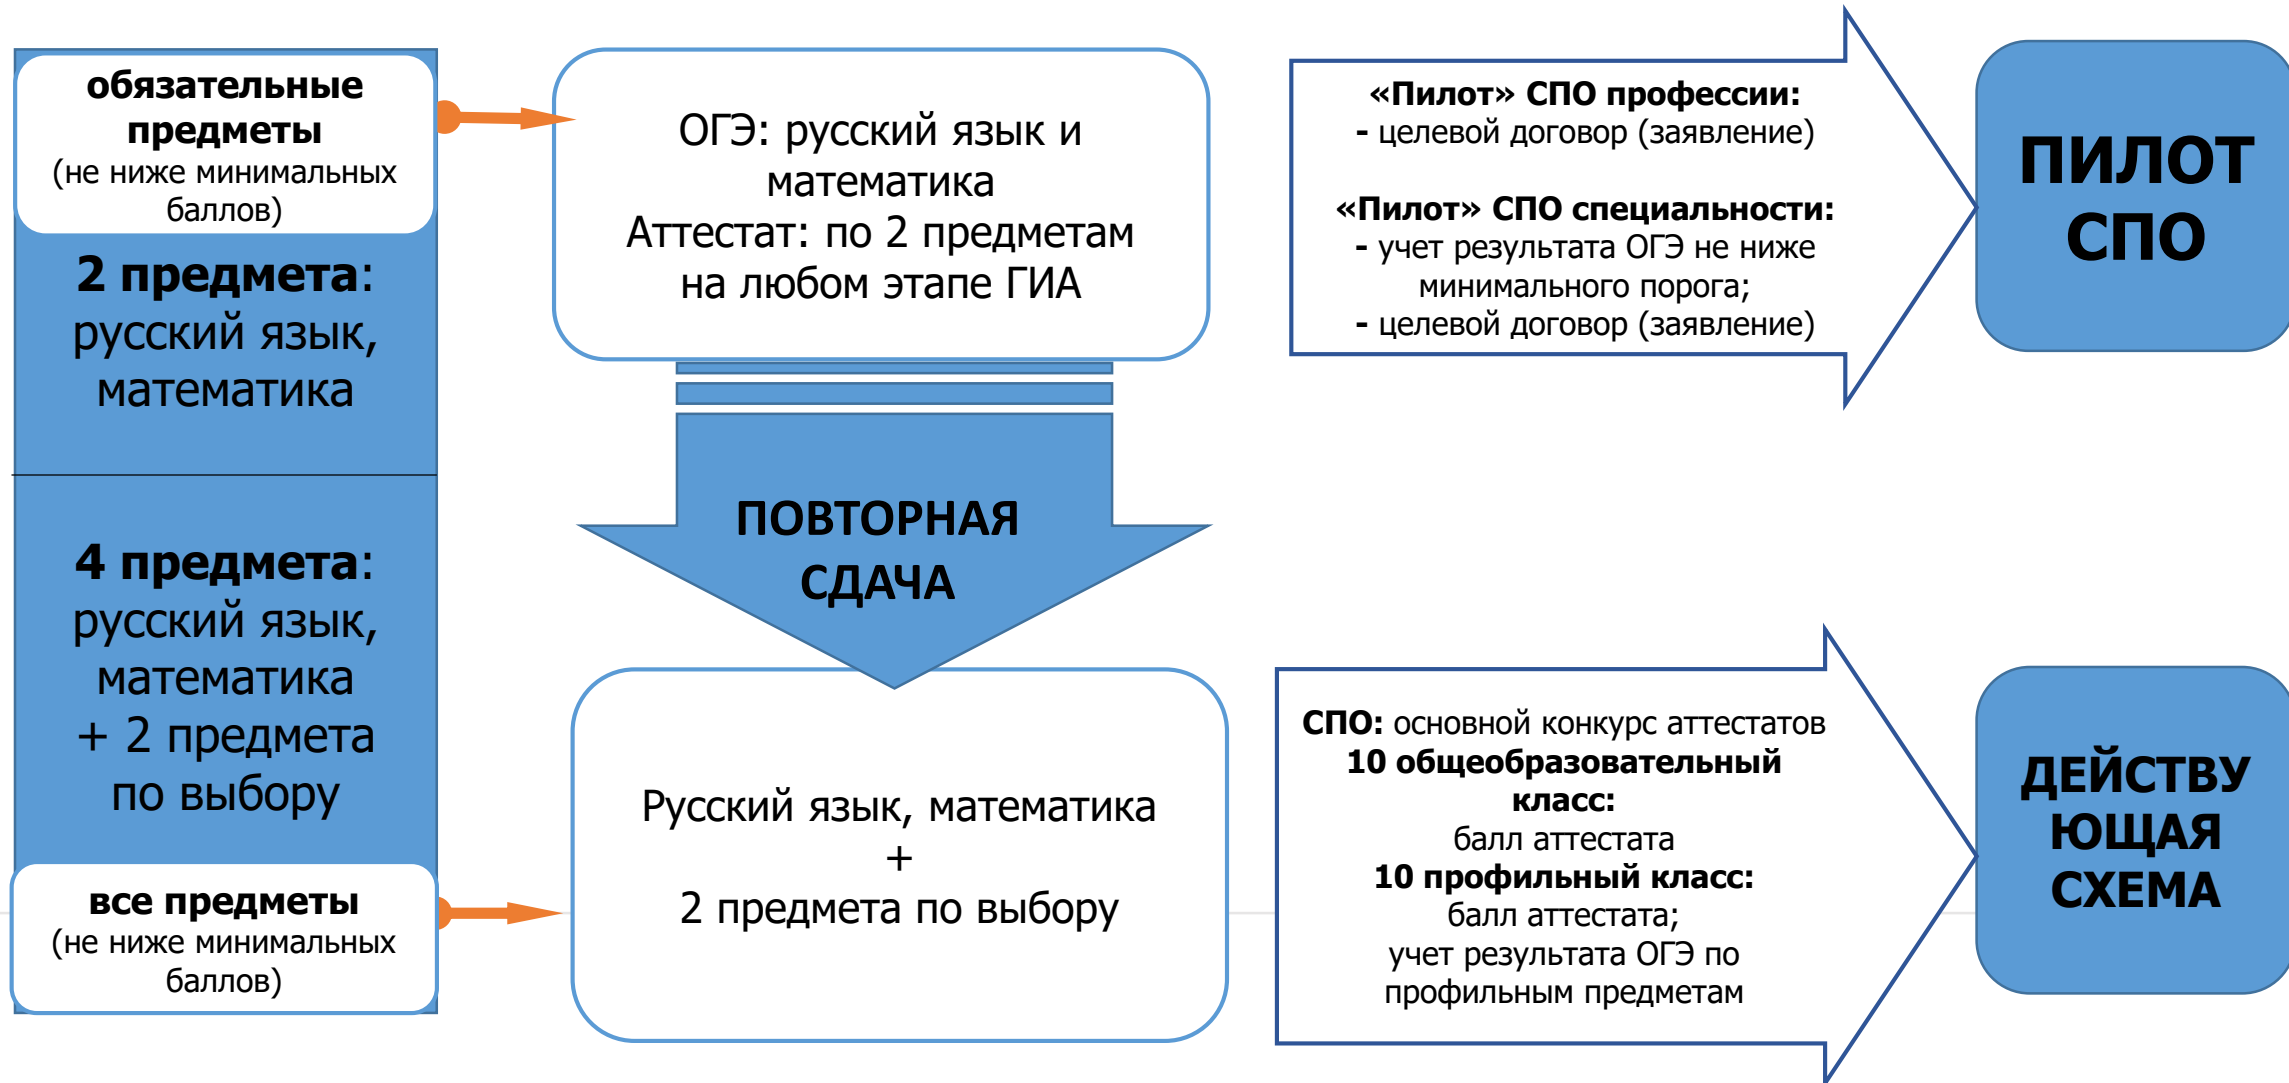 обязательные
предметы
(не ниже минимальных
баллов)
2 предмета:
русский язык,
математика
4 предмета:
русский язык,
математика
+ 2 предмета
по выбору
все предметы
(не ниже минимальных
баллов)
ОГЭ: русский язык и
математика
Аттестат: по 2 предметам
на любом этапе ГИА
ПОВТОРНАЯ
СДАЧА
Русский язык, математика
+
2 предмета по выбору
«Пилот» СПО профессии:
- целевой договор (заявление)
«Пилот» СПО специальности:
- учет результата ОГЭ не ниже
минимального порога;
- целевой договор (заявление)
ПИЛОТ
СПО
СПО: основной конкурс аттестатов
10 общеобразовательный
класс:
балл аттестата
10 профильный класс:
балл аттестата;
учет результата ОГЭ по
профильным предметам
ДЕЙСТВУ
ЮЩАЯ
СХЕМА